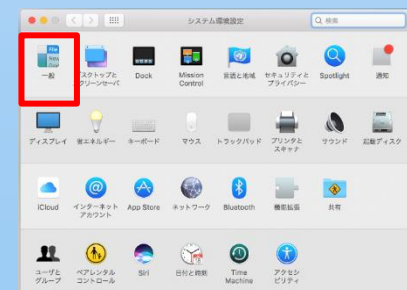 システム環境設定
検索
一般
デスクトップと
スクリーンセーバ
Dock
Mission
Control
言語と地域
セキュリティと
プライバシー
Spotlight
通知
ディスプレイ
省エネルギー
キーボード
マウス
トラックパッド
プリンタと
スキャナ
サウンド
起動ディスク
iCloud
インターネット
アカウント
App Store
ネットワーク
Bluetooth
機能拡張
共有
ユーザと
グループ
ペアレンタル
コントロール
Siri
日付と時刻
Time
Machine
アクセシ
ビリティ